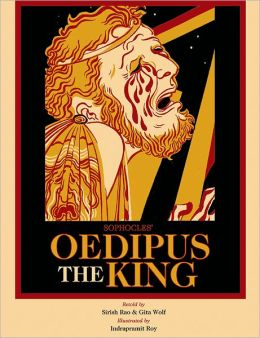 SOPHOCLES'
OEDIPUS
THE KING
Retold by
Sirish Rao & Gita Wolf
Illustrated by
Indrapramit Roy